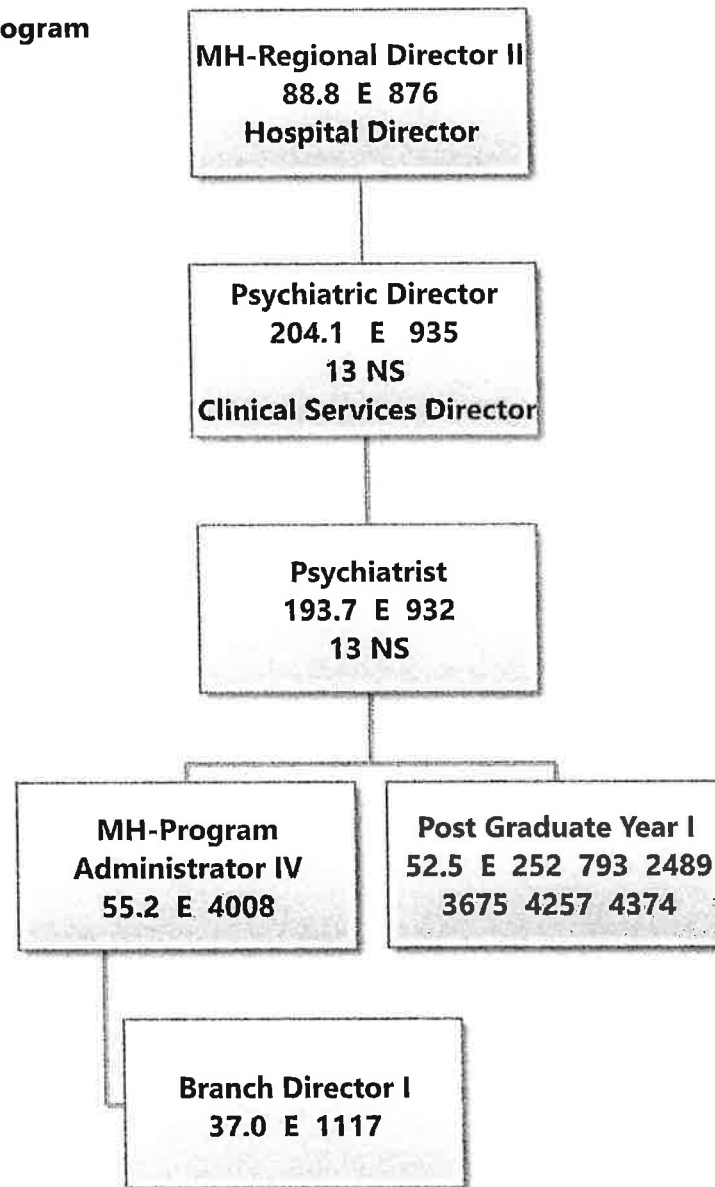 ogram
MH-Regional Director II
88.8 E 876
Hospital Director
Psychiatric Director
204.1 E 935
13 NS
Clinical Services Director
Psychiatrist
193.7 E 932
13 NS
MH-Program
Administrator IV
55.2 E 4008
Post Graduate Year I
52.5 E 252 793 2489
3675 4257 4374
Branch Director I
37.0 E 1117